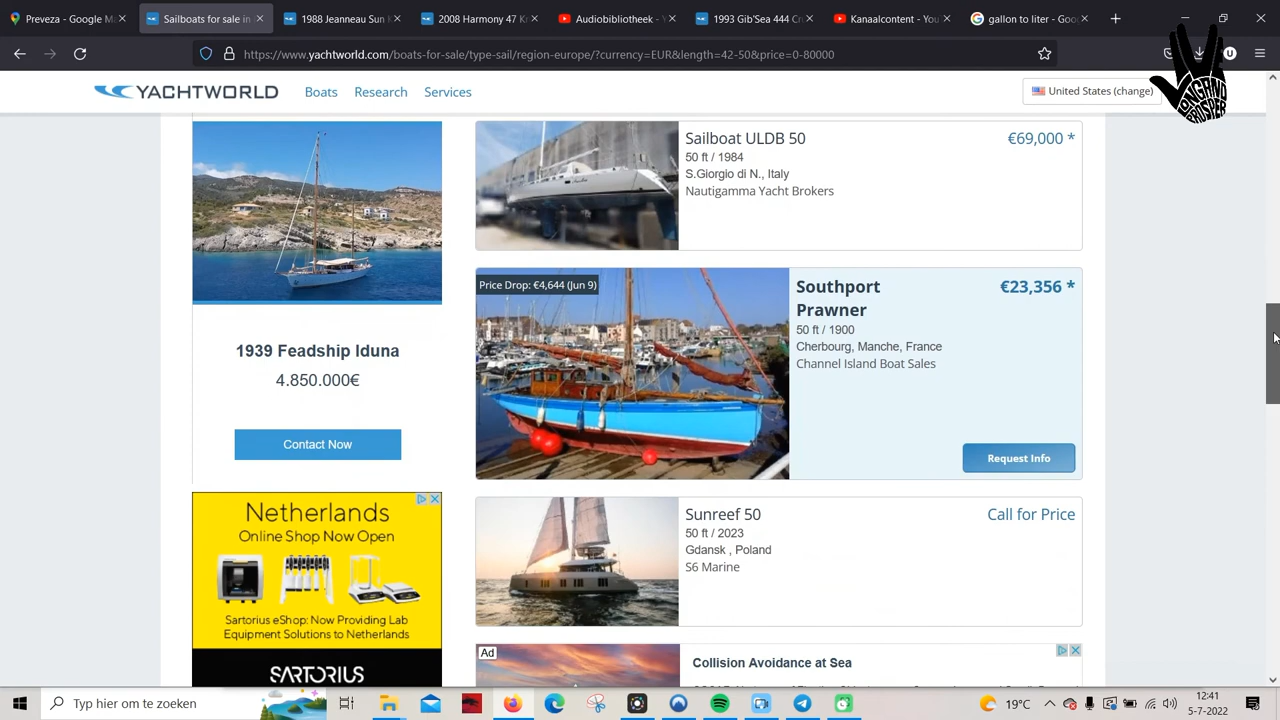 Preveza - Google M
Sailboats for sale in
1988 Jeanneau Sun
2008 Harmony 47 K
Audiobibliotheek -
1993 Gib'Sea 444 C
Kanaalcontent - You
gallon to liter - Goo
https://www.yachtworld.com/boats-for-sale/type-sail/region-europe/?currency=EUR&length=42-50&price=0-80000
YACHTWORLD
Boats
Research
Services
United States (change)
LONG AND PROSPER
1939 Feadship Iduna
4.850.000€
Contact Now
Netherlands
Online Shop Now Open
Sartorius eShop: Now Providing Lab
Equipment Solutions to Netherlands
SARTORIUS
Sailboat ULDB 50
€69,000 *
50 ft / 1984
S.Giorgio di N., Italy
Nautigamma Yacht Brokers
Price Drop: €4,644 (Jun 9)
Southport
Prawner
€23,356 *
50 ft / 1900
Cherbourg, Manche, France
Channel Island Boat Sales
Request Info
Sunreef 50
Call for Price
50 ft / 2023
Gdansk , Poland
S6 Marine
Ad
Collision Avoidance at Sea
Typ hier om te zoeken
19°C
12:41
5-7-2022